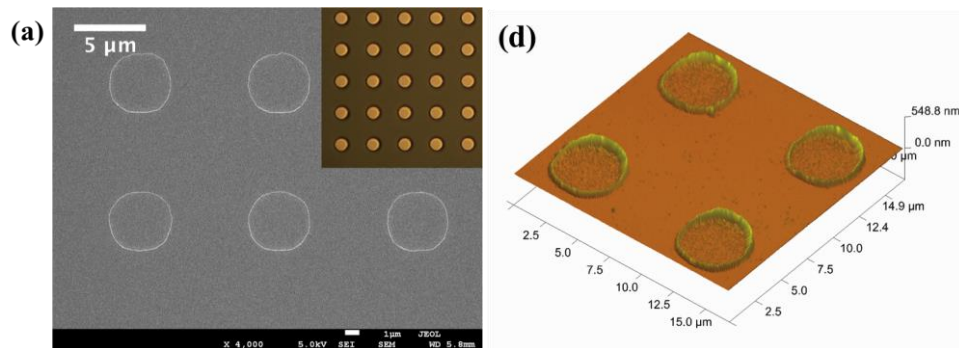 (a)
5 µm
X 4,000 5.0kV SEI 1µm JEOL SEM WD 5.8mm
(d)
548.8 nm
0.0 nm
µm
14.9 µm
12.4
10.0
7.5
5.0
2.5
2.5
5.0
7.5
10.0
12.5
15.0 µm